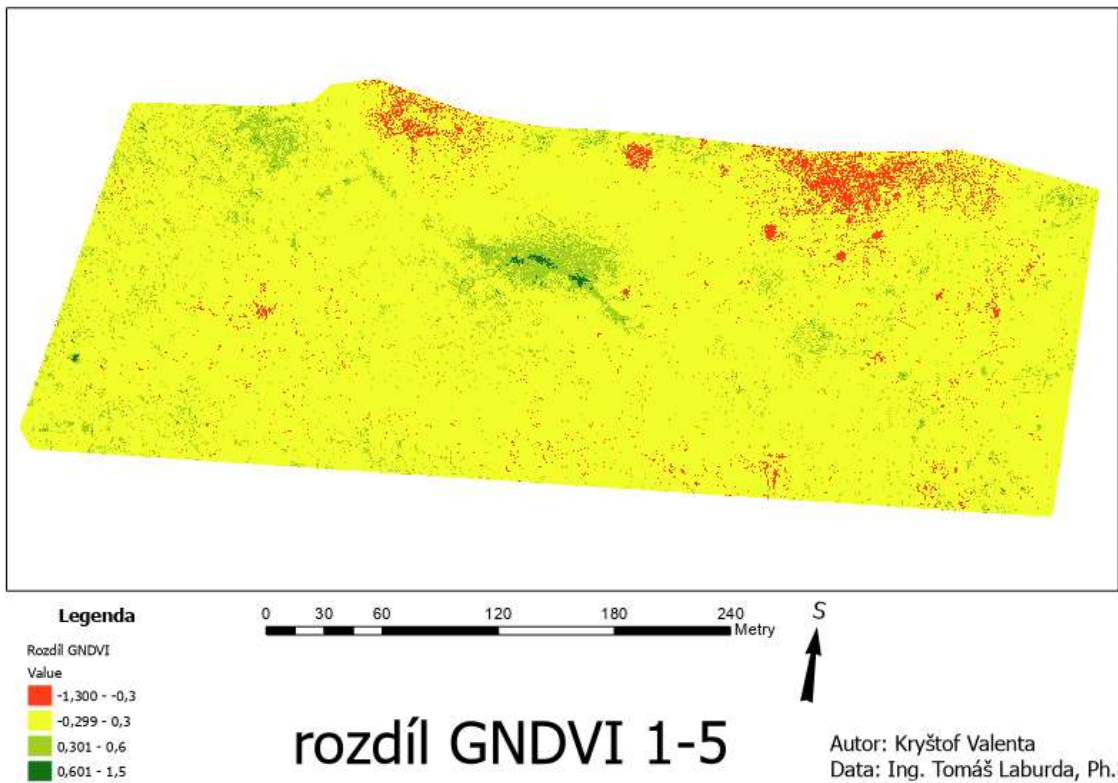 Legenda
Rozdíl GNDVI
Value
-1,300 - -0,3
-0,299 - 0,3
0,301 - 0,6
0,601 - 1,5
0 30 60 120 180 240
Metry
S
rozdíl GNDVI 1-5
Autor: Kryštof Valenta
Data: Ing. Tomáš Laburda, Ph.